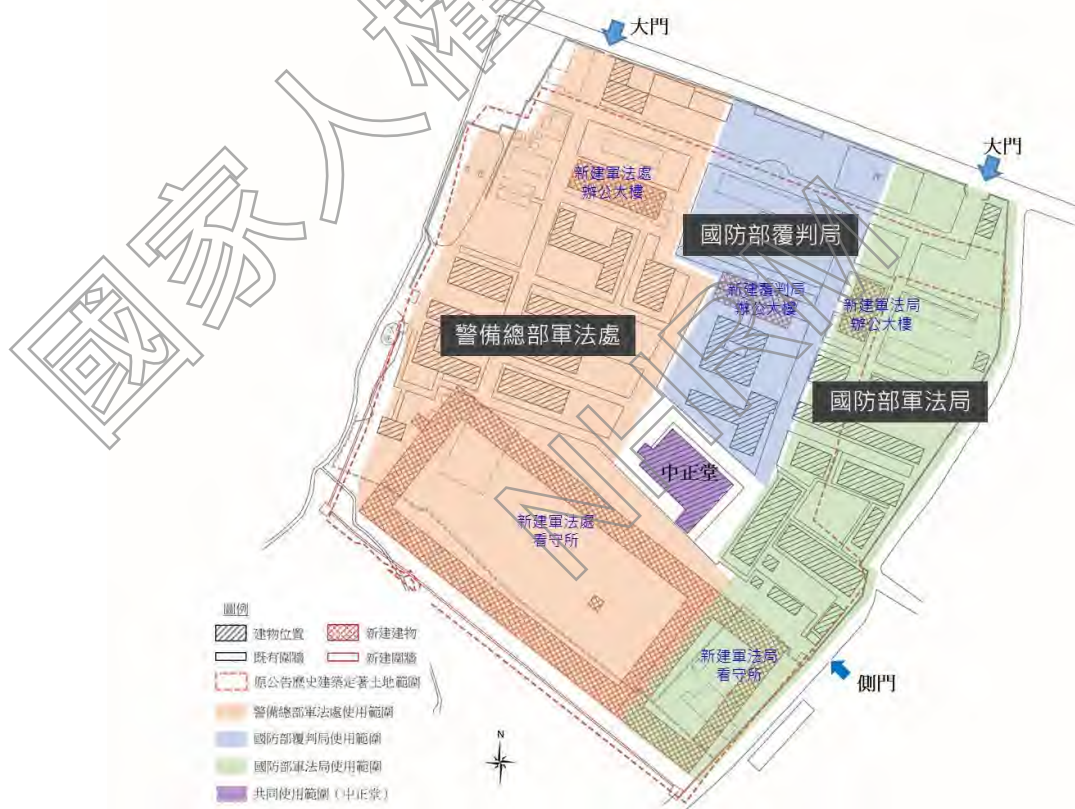 大門
大門
新建軍法處
辦公大樓
國防部覆判局
新建覆判局
辦公大樓
新建軍法局
辦公大樓
警備總部軍法處
國防部軍法局
中正堂
新建軍法處
看守所
新建軍法局
看守所
側門
圖例
建物位置
新建建物
既有圍牆
新建圍牆
原公告歷史建築定著土地範圍
警備總部軍法處使用範圍
國防部覆判局使用範圍
國防部軍法局使用範圍
共同使用範圍（中正堂）
N
國家人權
NHRM